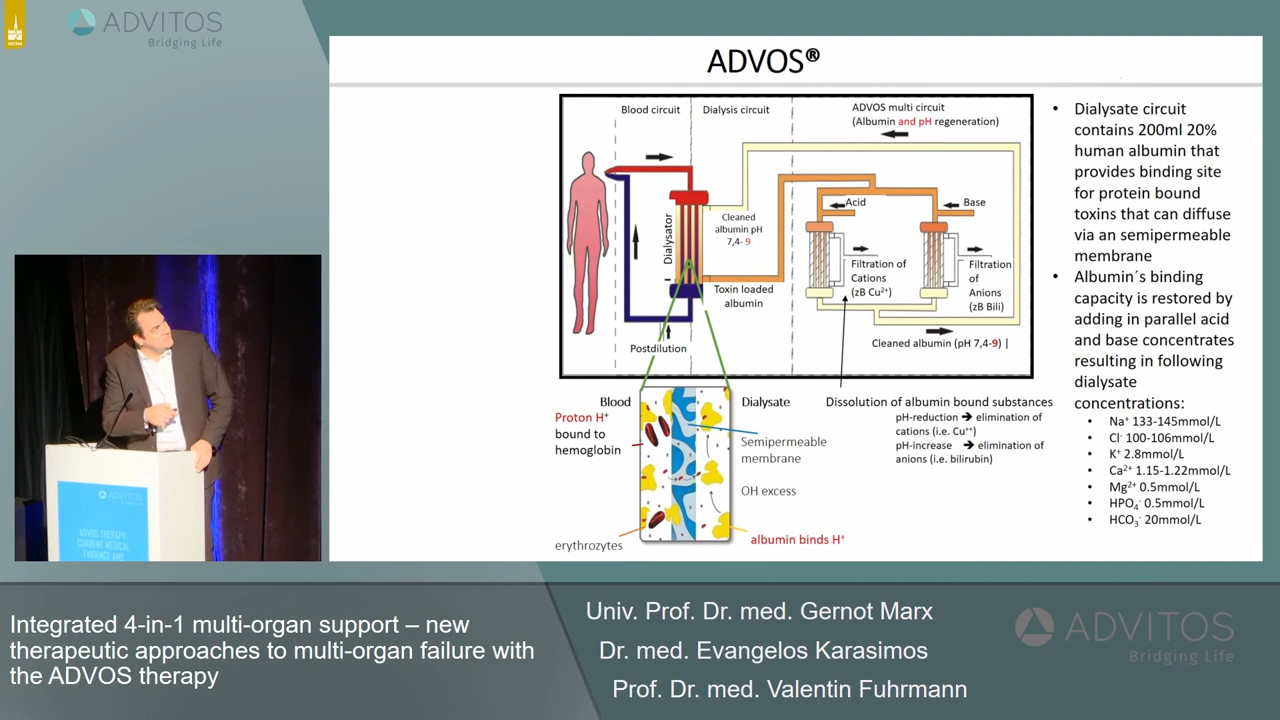 ADVITOS
Bridging Life
ADVOS®
Blood circuit
Dialysis circuit
ADVOS multi circuit
(Albumin and pH regeneration)
Dialysator
Cleaned
albumin pH
7,4- 9
Acid
Base
Filtration of
Cations
(zB Cu²⁺)
Filtration
of
Anions
(zB Bili)
Toxin loaded
albumin
Postdilution
Cleaned albumin (pH 7,4-9) |
Blood
Dialysate
Proton H⁺
bound to
hemoglobin
Semipermeable
membrane
OH excess
erythrozytes
albumin binds H⁺
Dissolution of albumin bound substances
pH-reduction ➔ elimination of
cations (i.e. Cu⁺⁺)
pH-increase ➔ elimination of
anions (i.e. bilirubin)
• Dialysate circuit
contains 200ml 20%
human albumin that
provides binding site
for protein bound
toxins that can diffuse
via an semipermeable
membrane
• Albumin´s binding
capacity is restored by
adding in parallel acid
and base concentrates
resulting in following
dialysate
concentrations:
• Na⁺ 133-145mmol/L
• Cl⁻ 100-106mmol/L
• K⁺ 2.8mmol/L
• Ca²⁺ 1.15-1.22mmol/L
• Mg²⁺ 0.5mmol/L
• HPO₄⁻ 0.5mmol/L
• HCO₃⁻ 20mmol/L
ADVITOS
ADVOS THERAPY
CURRENT MEDICAL
EVIDENCE AND
Integrated 4-in-1 multi-organ support – new
therapeutic approaches to multi-organ failure with
the ADVOS therapy
Univ. Prof. Dr. med. Gernot Marx
Dr. med. Evangelos Karasimos
Prof. Dr. med. Valentin Fuhrmann
ADVITOS
Bridging Life